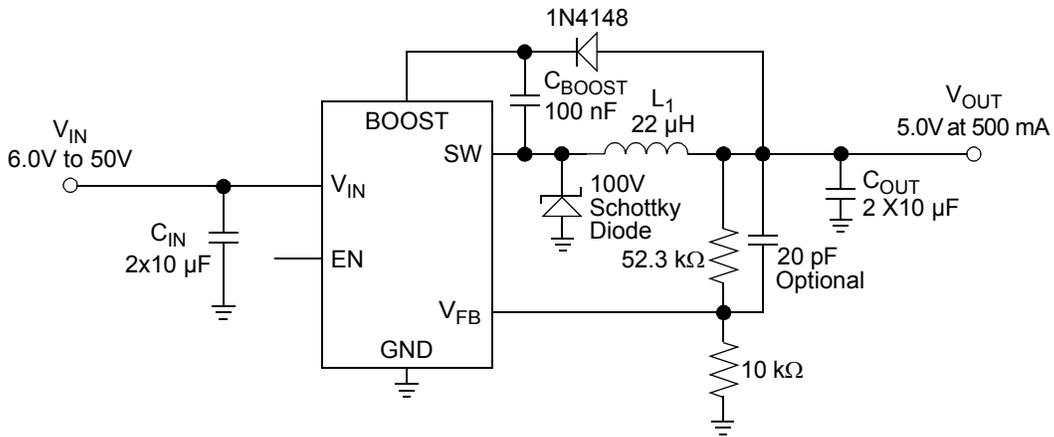 1N4148
CBOOST
100 nF
L1
22 µH
VOUT
5.0V at 500 mA
VIN
6.0V to 50V
BOOST
SW
VIN
100V
Schottky
Diode
COUT
2 X10 µF
CIN
2x10 µF
EN
52.3 kΩ
20 pF
Optional
VFB
GND
10 kΩ